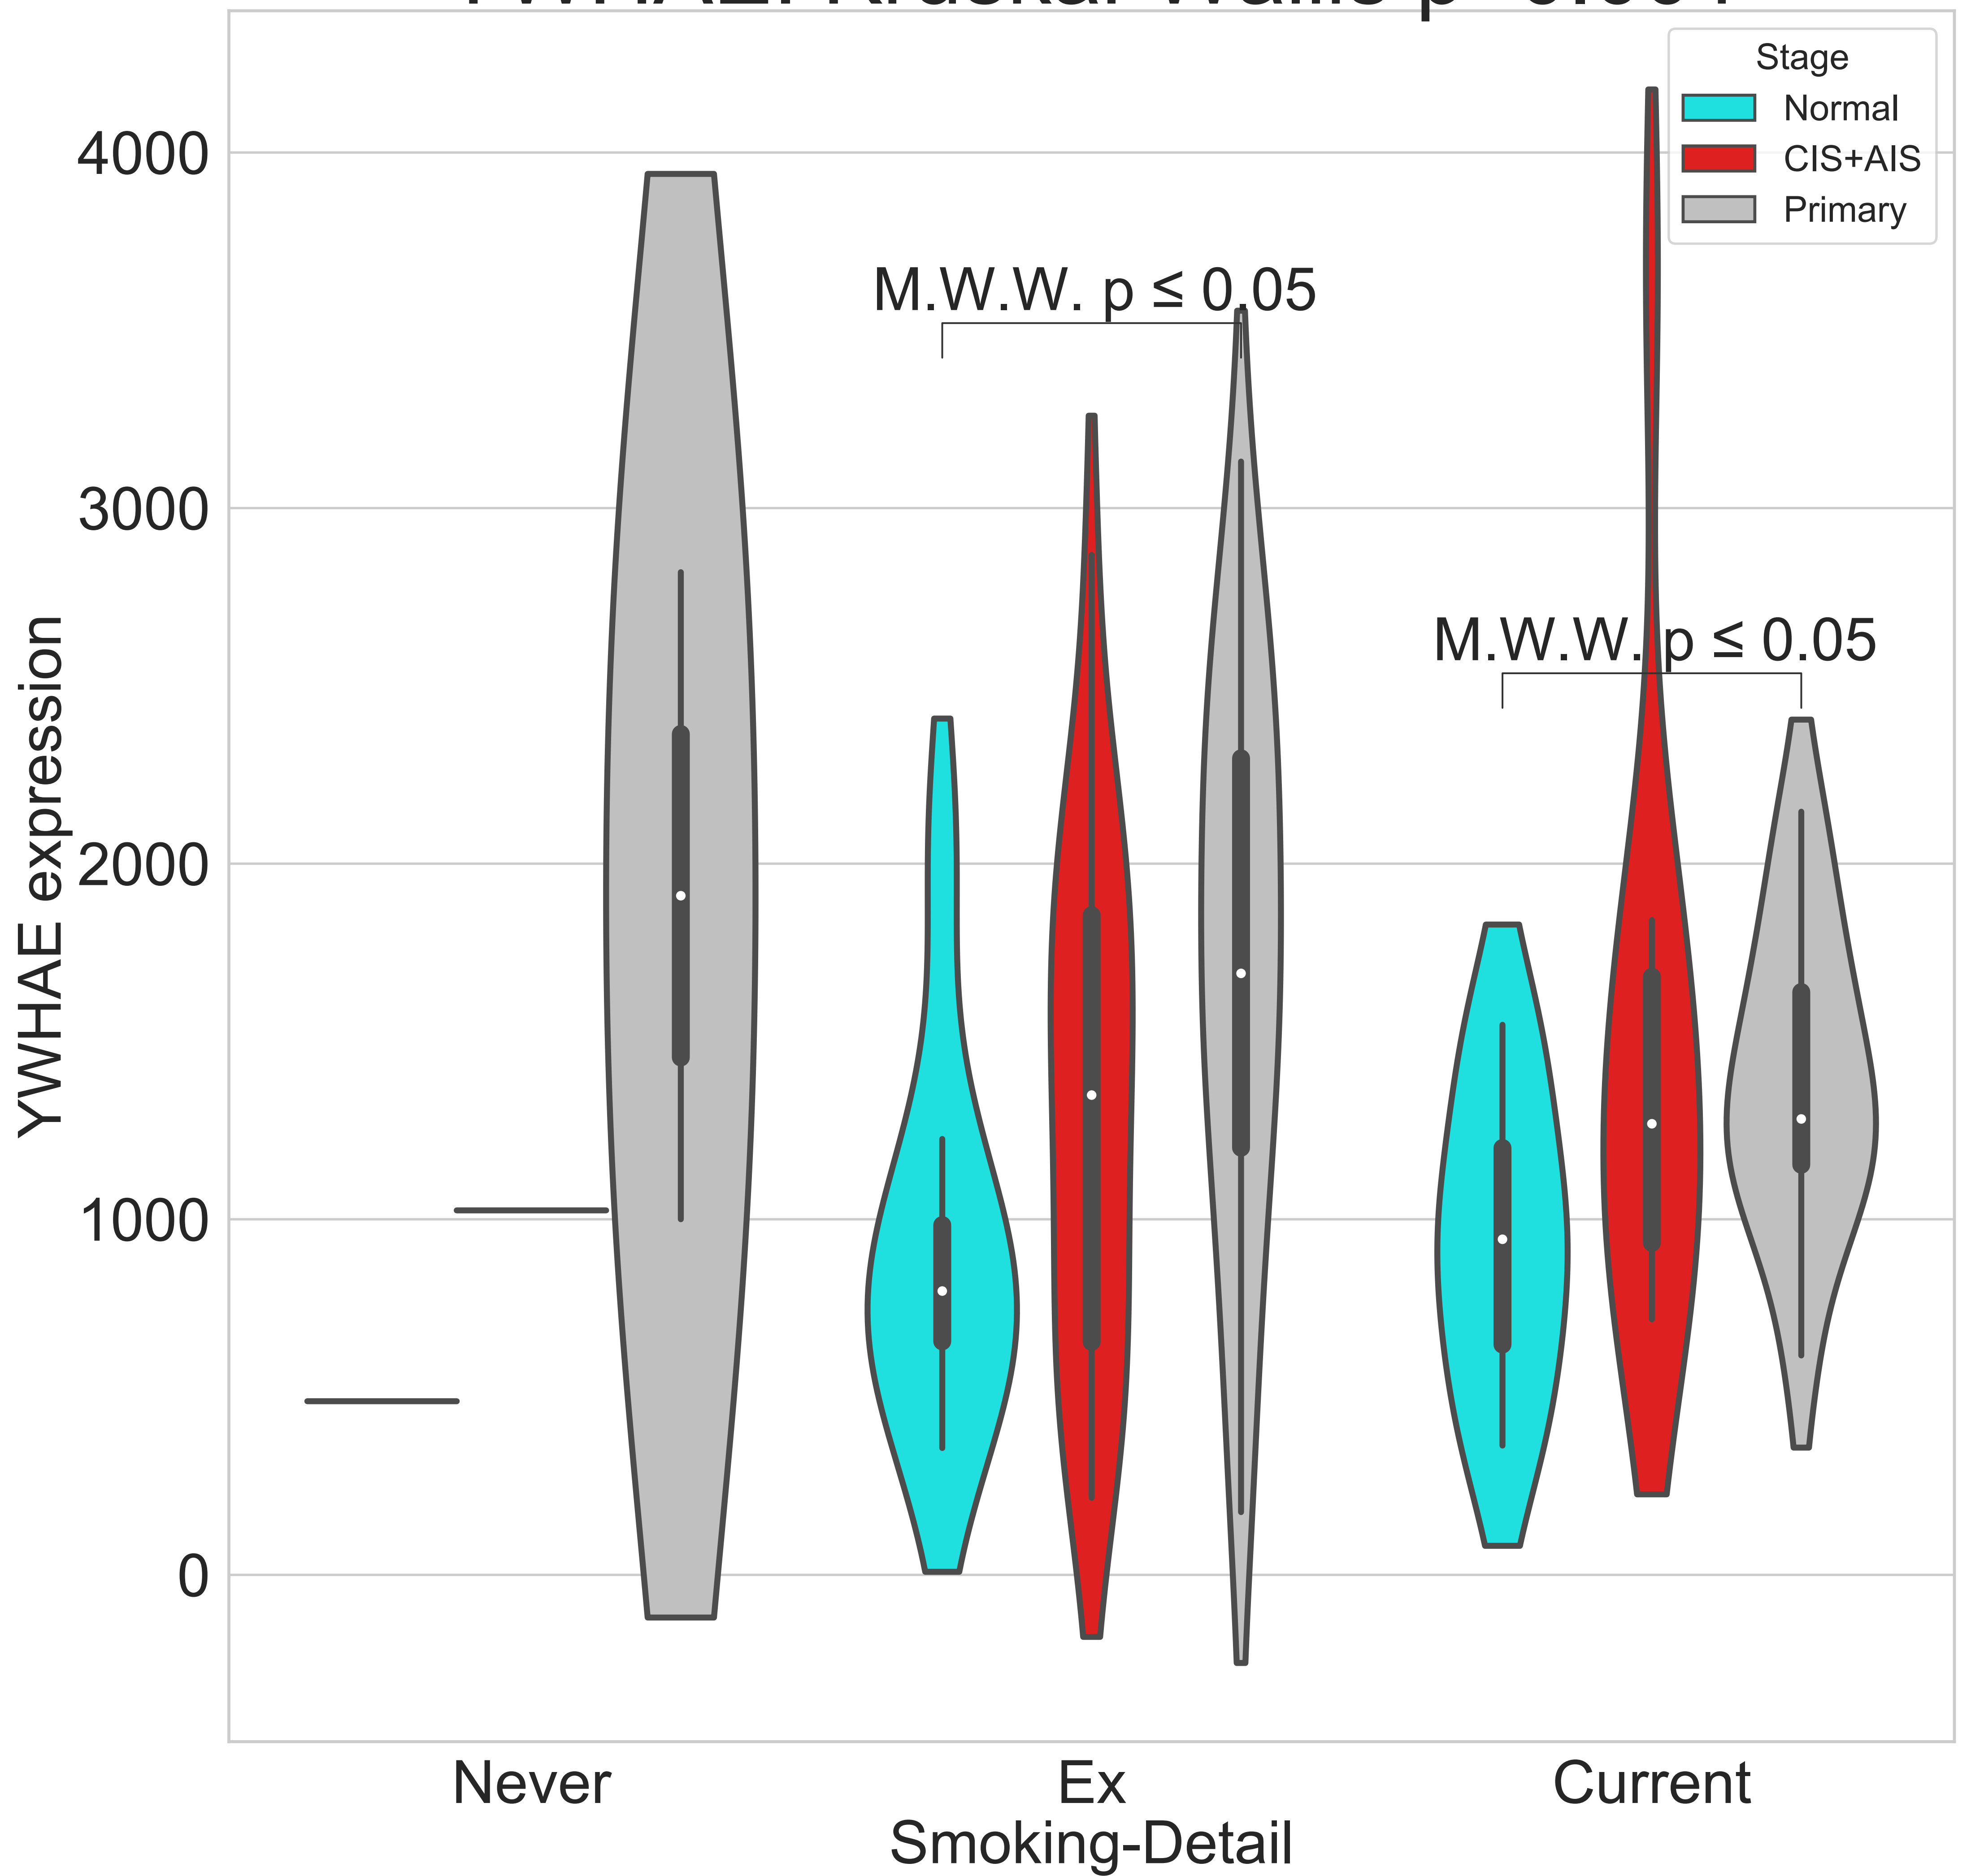 Stage
Normal
CIS+AIS
Primary
4000
3000
2000
1000
0
YWHAE expression
M.W.W. p ≤ 0.05
M.W.W. p ≤ 0.05
Never
Ex
Current
Smoking-Detail